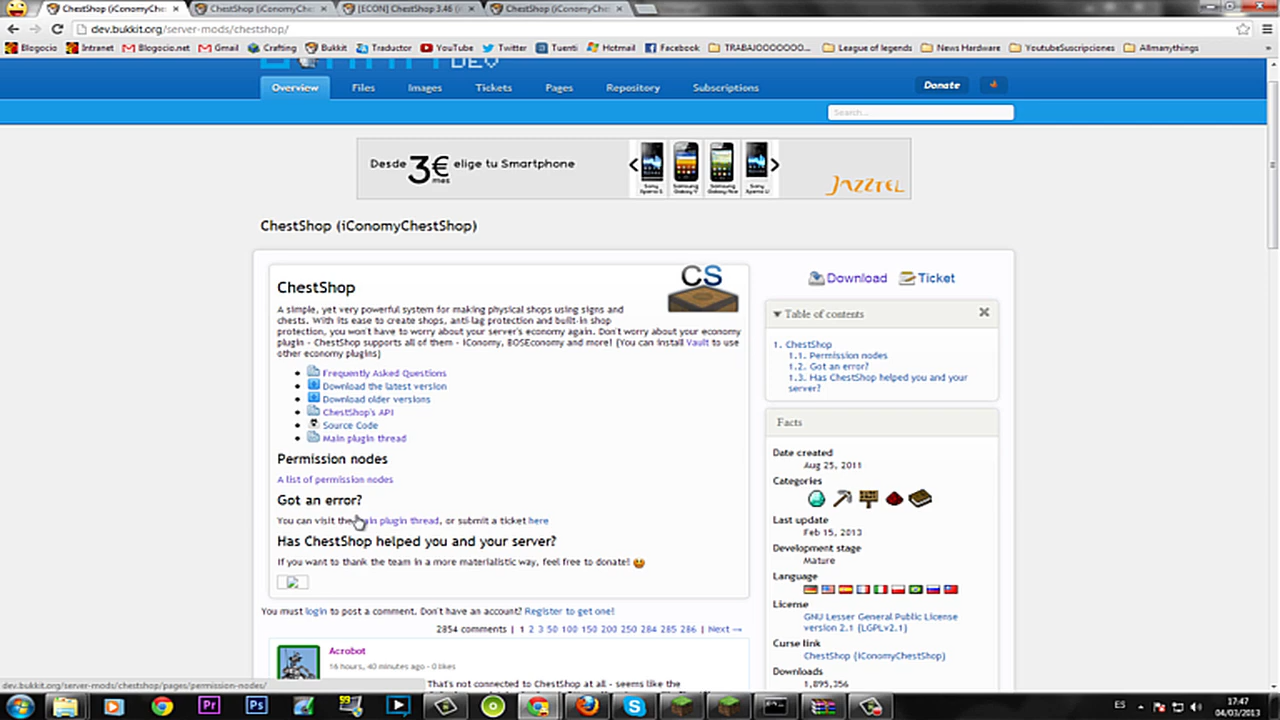 ChestShop (iConomyChest
ChestShop (iConomyChest
[ECON] ChestShop 3.46 (
ChestShop (iConomyChest
dev.bukkit.org/server-mods/chestshop/
Blogocio Intranet Blogocio.net Gmail Crafting Bukkit Traductor YouTube Twitter Tuenti Hotmail Facebook TRABAJOOOOOO... League of legends News Hardware YoutubeSuscripciones Allmanythings
DEV
Overview Files Images Tickets Pages Repository Subscriptions Donate
Search...
Desde 3€ mes elige tu Smartphone
JAZZTEL
ChestShop (iConomyChestShop)
CS
ChestShop
A simple, yet very powerful system for making physical shops using signs and
chests. With its ease to create shops, anti-lag protection and built-in shop
protection, you won't have to worry about your server's economy again. Don't worry about your economy
plugin - ChestShop supports all of them - iConomy, BOSEconomy and more! (You can install Vault to use
other economy plugins)
Frequently Asked Questions
Download the latest version
Download older versions
ChestShop's API
Source Code
Main plugin thread
Permission nodes
A list of permission nodes
Got an error?
You can visit the main plugin thread, or submit a ticket here
Has ChestShop helped you and your server?
If you want to thank the team in a more materialistic way, feel free to donate!
You must login to post a comment. Don't have an account? Register to get one!
2854 comments | 1 2 3 50 100 150 200 250 284 285 286 | Next →
Acrobot
16 hours, 40 minutes ago - 0 likes
That's not connected to ChestShop at all - seems like the
Download Ticket
▼ Table of contents
1. ChestShop
1.1. Permission nodes
1.2. Got an error?
1.3. Has ChestShop helped you and your
server?
Facts
Date created
Aug 25, 2011
Categories
Last update
Feb 15, 2013
Development stage
Mature
Language
License
GNU Lesser General Public License
version 2.1 (LGPLv2.1)
Curse link
ChestShop (iConomyChestShop)
Downloads
1,895,356
dev.bukkit.org/server-mods/chestshop/pages/permission-nodes/
Pr Ps 99
ES
17:47
04/03/2013